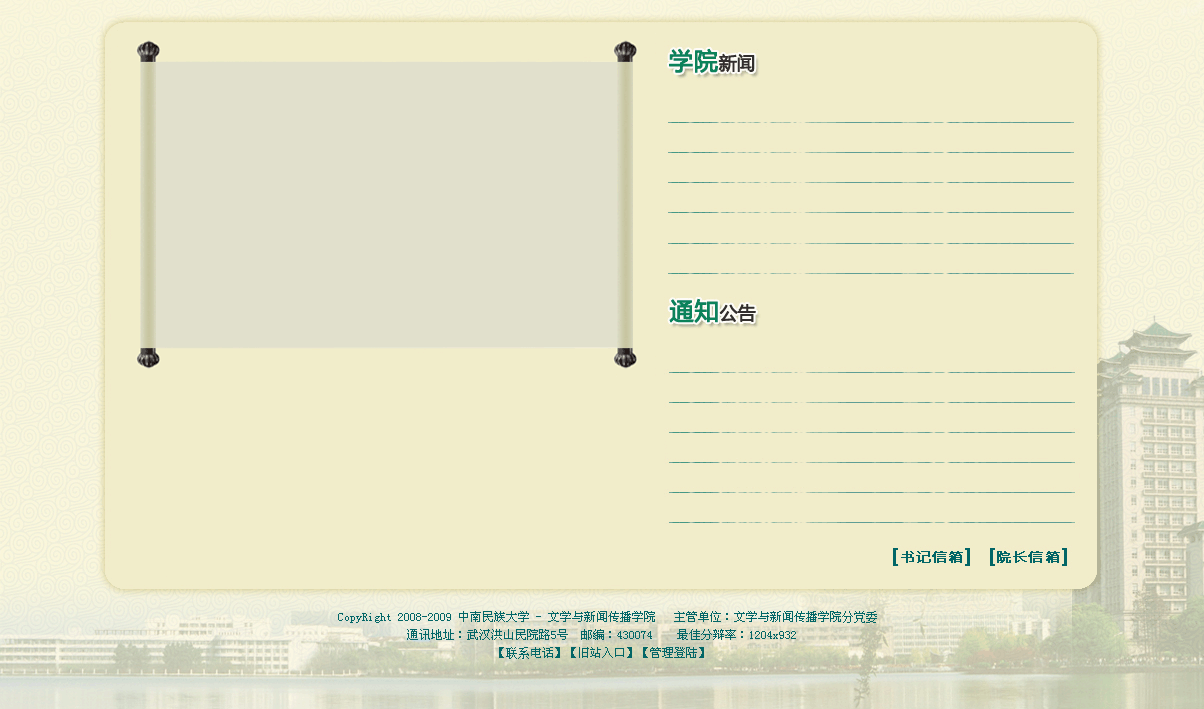 学院新闻
通知公告
[书记信箱] [院长信箱]
CopyRight 2008-2009 中南民族大学 - 文学与新闻传播学院 主管单位：文学与新闻传播学院分党委
通讯地址：武汉洪山民院路5号 邮编：430074 最佳分辩率：1204x932
【联系电话】【旧站入口】【管理登陆】